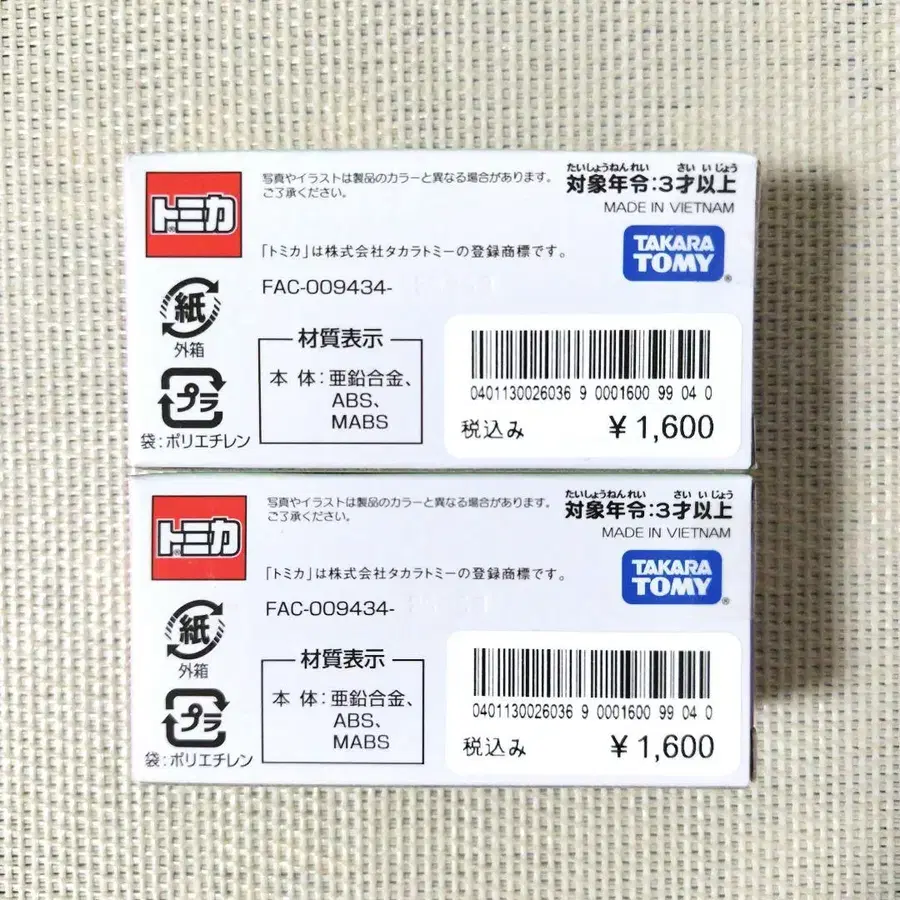 トミカ®
写真やイラストは製品のカラーと異なる場合があります。
ご了承ください。
たいしょうねんれい さいいじょう
対象年令:3才以上
MADE IN VIETNAM
「トミカ」は株式会社タカラトミーの登録商標です。
TAKARA
TOMY®
FAC-009434-
紙
外箱
プラ
袋:ポリエチレン
材質表示
本 体:亜鉛合金、
ABS、
MABS
0401130026036 9 0001600 99 04 0
税込み ¥1,600
トミカ®
写真やイラストは製品のカラーと異なる場合があります。
ご了承ください。
たいしょうねんれい さいいじょう
対象年令:3才以上
MADE IN VIETNAM
「トミカ」は株式会社タカラトミーの登録商標です。
TAKARA
TOMY®
FAC-009434-
紙
外箱
プラ
袋:ポリエチレン
材質表示
本 体:亜鉛合金、
ABS、
MABS
0401130026036 9 0001600 99 04 0
税込み ¥1,600